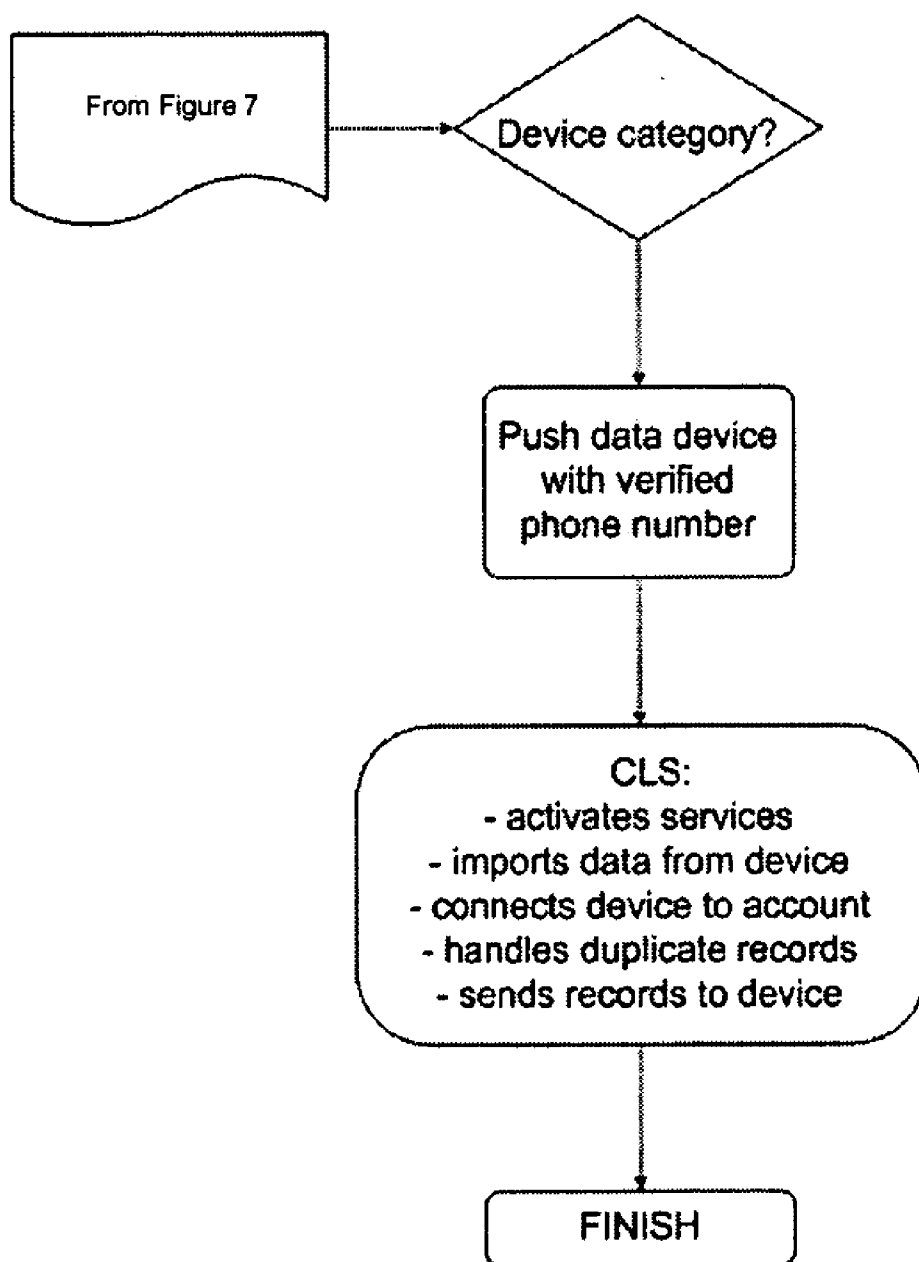 From Figure 7
Device category?
Push data device
with verified
phone number
CLS:
- activates services
- imports data from device
- connects device to account
- handles duplicate records
- sends records to device
FINISH